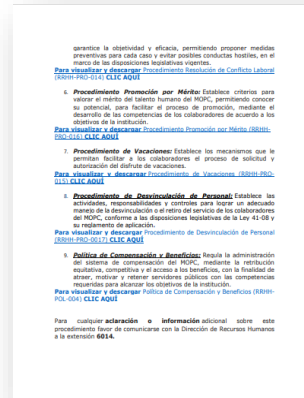 garantice la objetividad y eficacia, permitiendo proponer medidas
preventivas para cada caso y evitar posibles conductas hostiles, en el
marco de las disposiciones legislativas vigentes.
Para visualizar y descargar Procedimiento Resolución de Conflicto Laboral
(RRHH-PRO-014) CLIC AQUÍ
6. Procedimiento Promoción por Mérito: Establece criterios para
valorar el mérito del talento humano del MOPC, permitiendo conocer
su potencial, para facilitar el proceso de promoción, mediante el
desarrollo de las competencias de los colaboradores de acuerdo a los
objetivos de la institución.
Para visualizar y descargar Procedimiento Promoción por Mérito (RRHH-
PRO-016) CLIC AQUÍ
7. Procedimiento de Vacaciones: Establece los mecanismos que le
permitan facilitar a los colaboradores el proceso de solicitud y
autorización del disfrute de vacaciones.
Para visualizar y descargar Procedimiento de Vacaciones (RRHH-PRO-
015) CLIC AQUÍ
8. Procedimiento de Desvinculación de Personal: Establece las
actividades, responsabilidades y controles para lograr un adecuado
manejo de la desvinculación o el retiro del servicio de los colaboradores
del MOPC, conforme a las disposiciones legislativas de la Ley 41-08 y
su reglamento de aplicación.
Para visualizar y descargar Procedimiento de Desvinculación de Personal
(RRHH-PRO-0017) CLIC AQUÍ
9. Política de Compensación y Beneficios: Regula la administración
del sistema de compensación del MOPC, mediante la retribución
equitativa, competitiva y el acceso a los beneficios, con la finalidad de
atraer, motivar y retener servidores públicos con las competencias
requeridas para alcanzar los objetivos de la institución.
Para visualizar y descargar Política de Compensación y Beneficios (RRHH-
POL-004) CLIC AQUÍ
Para cualquier aclaración o información adicional sobre este
procedimiento favor de comunicarse con la Dirección de Recursos Humanos
a la extensión 6014.